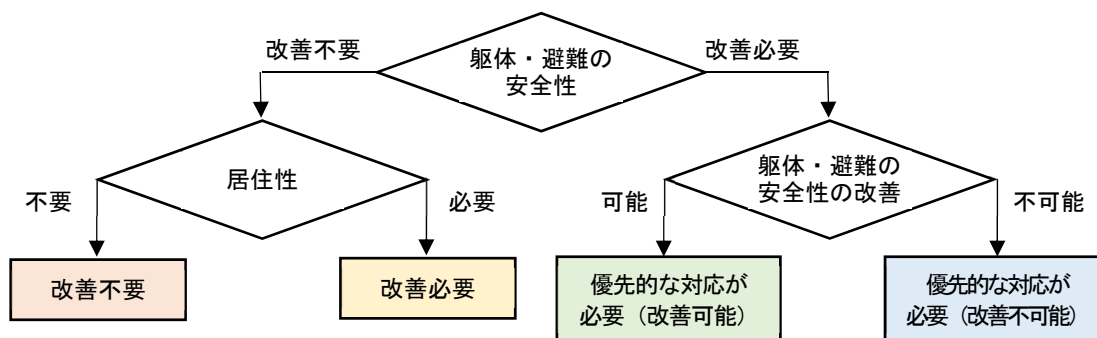 改善不要
躯体・避難の
安全性
改善必要
居住性
躯体・避難の
安全性の改善
不要
必要
可能
不可能
改善不要
改善必要
優先的な対応が
必要（改善可能）
優先的な対応が
必要（改善不可能）